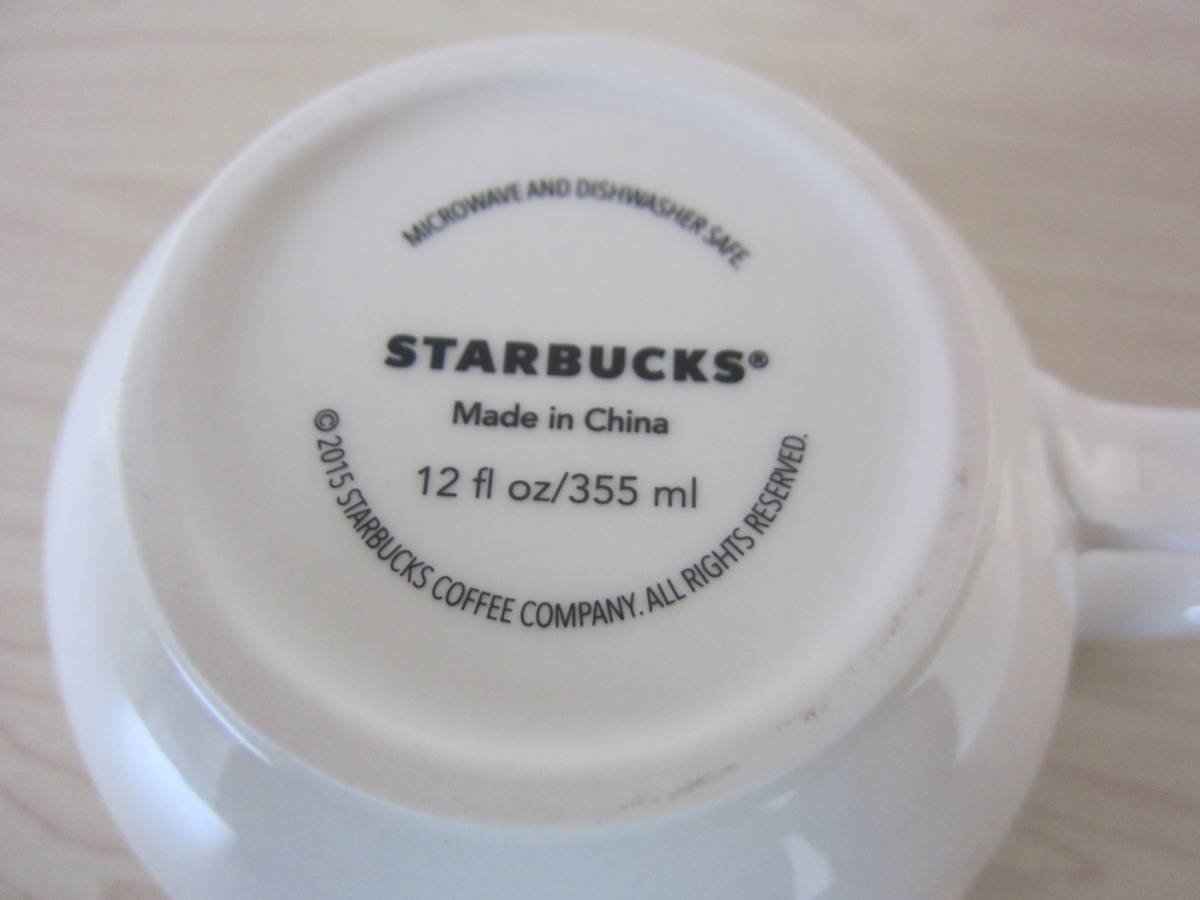 MICROWAVE AND DISHWASHER SAFE.
STARBUCKS®
Made in China
12 fl oz/355 ml
©2015 STARBUCKS COFFEE COMPANY. ALL RIGHTS RESERVED.